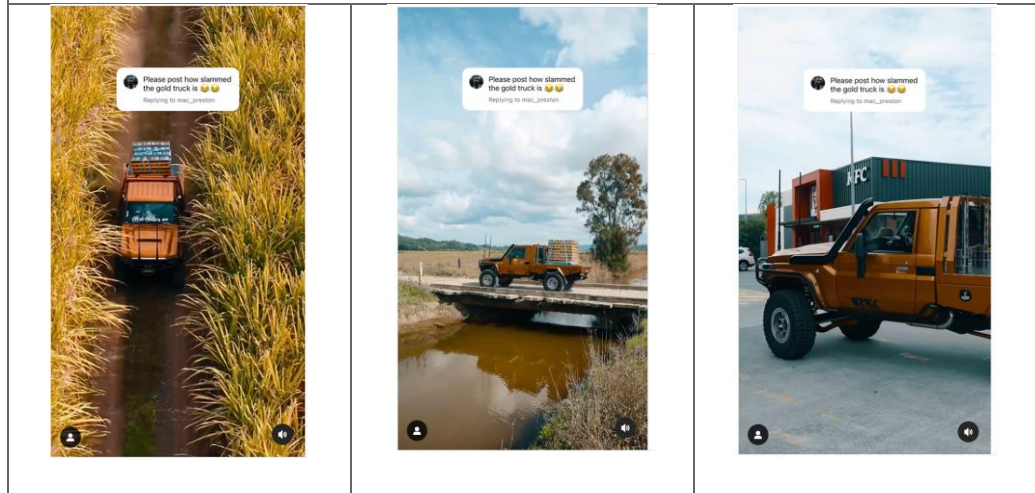 Please post how slammed
the gold truck is 😂😂
Replying to mac_preston
Please post how slammed
the gold truck is 😂😂
Replying to mac_preston
Please post how slammed
the gold truck is 😂😂
Replying to mac_preston
KFC